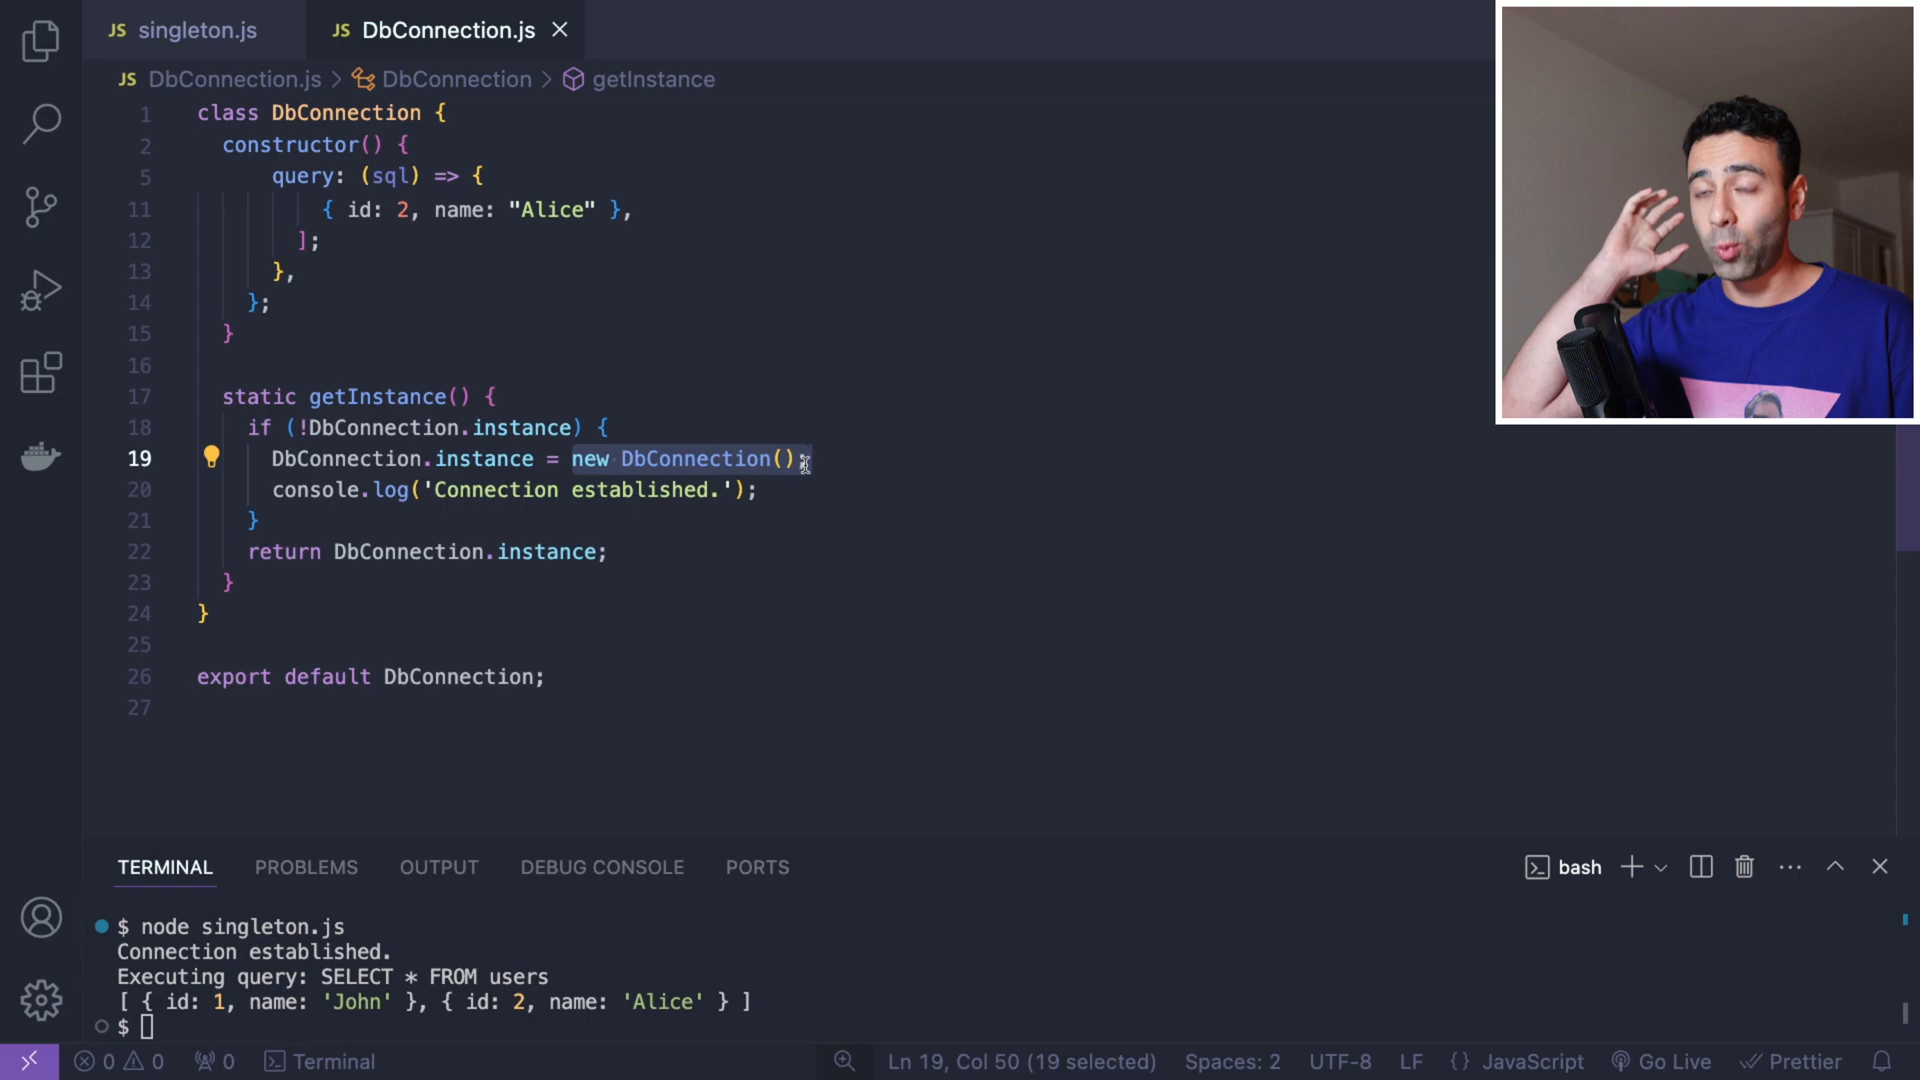 JS singleton.js
JS DbConnection.js
JS DbConnection.js > DbConnection > getInstance
1 class DbConnection {
2 constructor() {
5 query: (sql) => {
11 { id: 2, name: "Alice" },
12 ];
13 },
14 };
15 }
16
17 static getInstance() {
18 if (!DbConnection.instance) {
19 DbConnection.instance = new DbConnection();
20 console.log('Connection established.');
21 }
22 return DbConnection.instance;
23 }
24 }
25
26 export default DbConnection;
27
TERMINAL PROBLEMS OUTPUT DEBUG CONSOLE PORTS
bash
$ node singleton.js
Connection established.
Executing query: SELECT * FROM users
[ { id: 1, name: 'John' }, { id: 2, name: 'Alice' } ]
$
0 0 0 Terminal Ln 19, Col 50 (19 selected) Spaces: 2 UTF-8 LF {} JavaScript Go Live Prettier